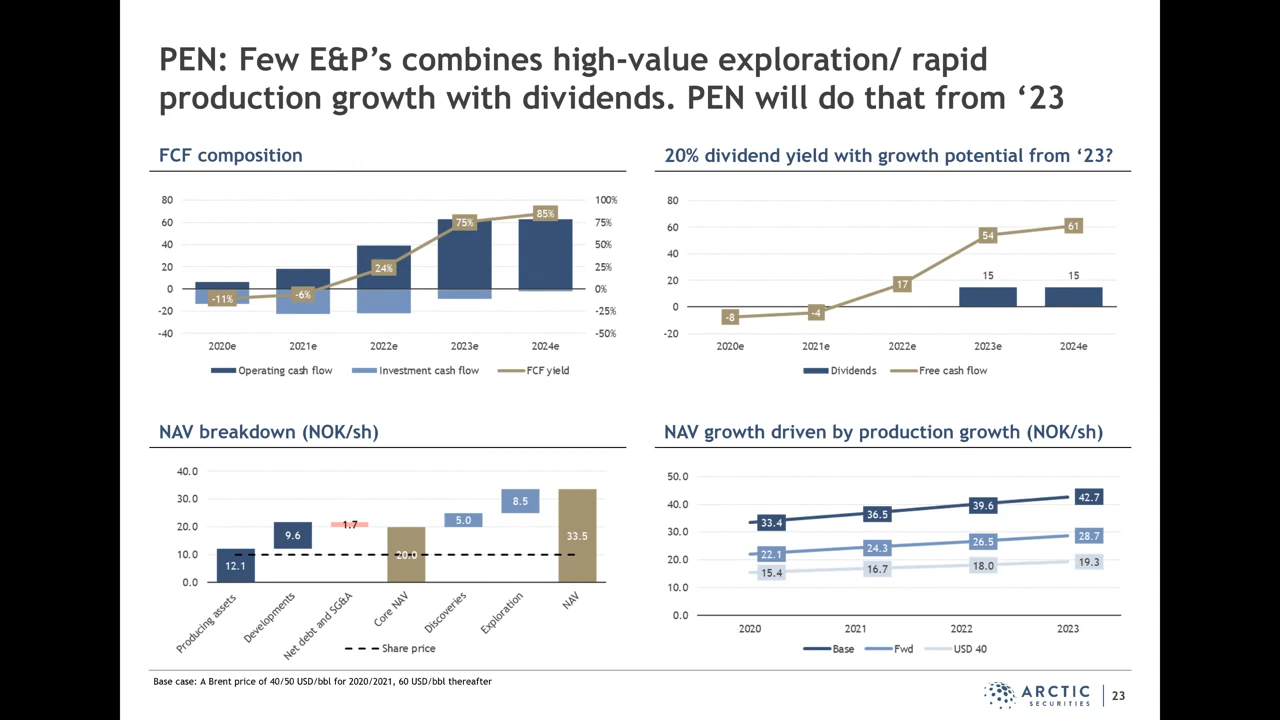 PEN: Few E&P’s combines high-value exploration/ rapid
production growth with dividends. PEN will do that from ‘23
FCF composition
80
60
40
20
0
-20
-40
100%
75%
50%
25%
0%
-25%
-50%
-11%
-6%
24%
75%
85%
2020e 2021e 2022e 2023e 2024e
Operating cash flow Investment cash flow FCF yield
20% dividend yield with growth potential from ‘23?
80
60
40
20
0
-20
-8
-4
17
54
61
15 15
2020e 2021e 2022e 2023e 2024e
Dividends Free cash flow
NAV breakdown (NOK/sh)
40.0
30.0
20.0
10.0
0.0
12.1
9.6
1.7
20.0
5.0
8.5
33.5
Producing assets
Developments
Net debt and SG&A
Core NAV
Discoveries
Exploration
NAV
Share price
NAV growth driven by production growth (NOK/sh)
50.0
40.0
30.0
20.0
10.0
0.0
33.4 36.5 39.6 42.7
22.1 24.3 26.5 28.7
15.4 16.7 18.0 19.3
2020 2021 2022 2023
Base Fwd USD 40
Base case: A Brent price of 40/50 USD/bbl for 2020/2021, 60 USD/bbl thereafter
ARCTIC
SECURITIES
23